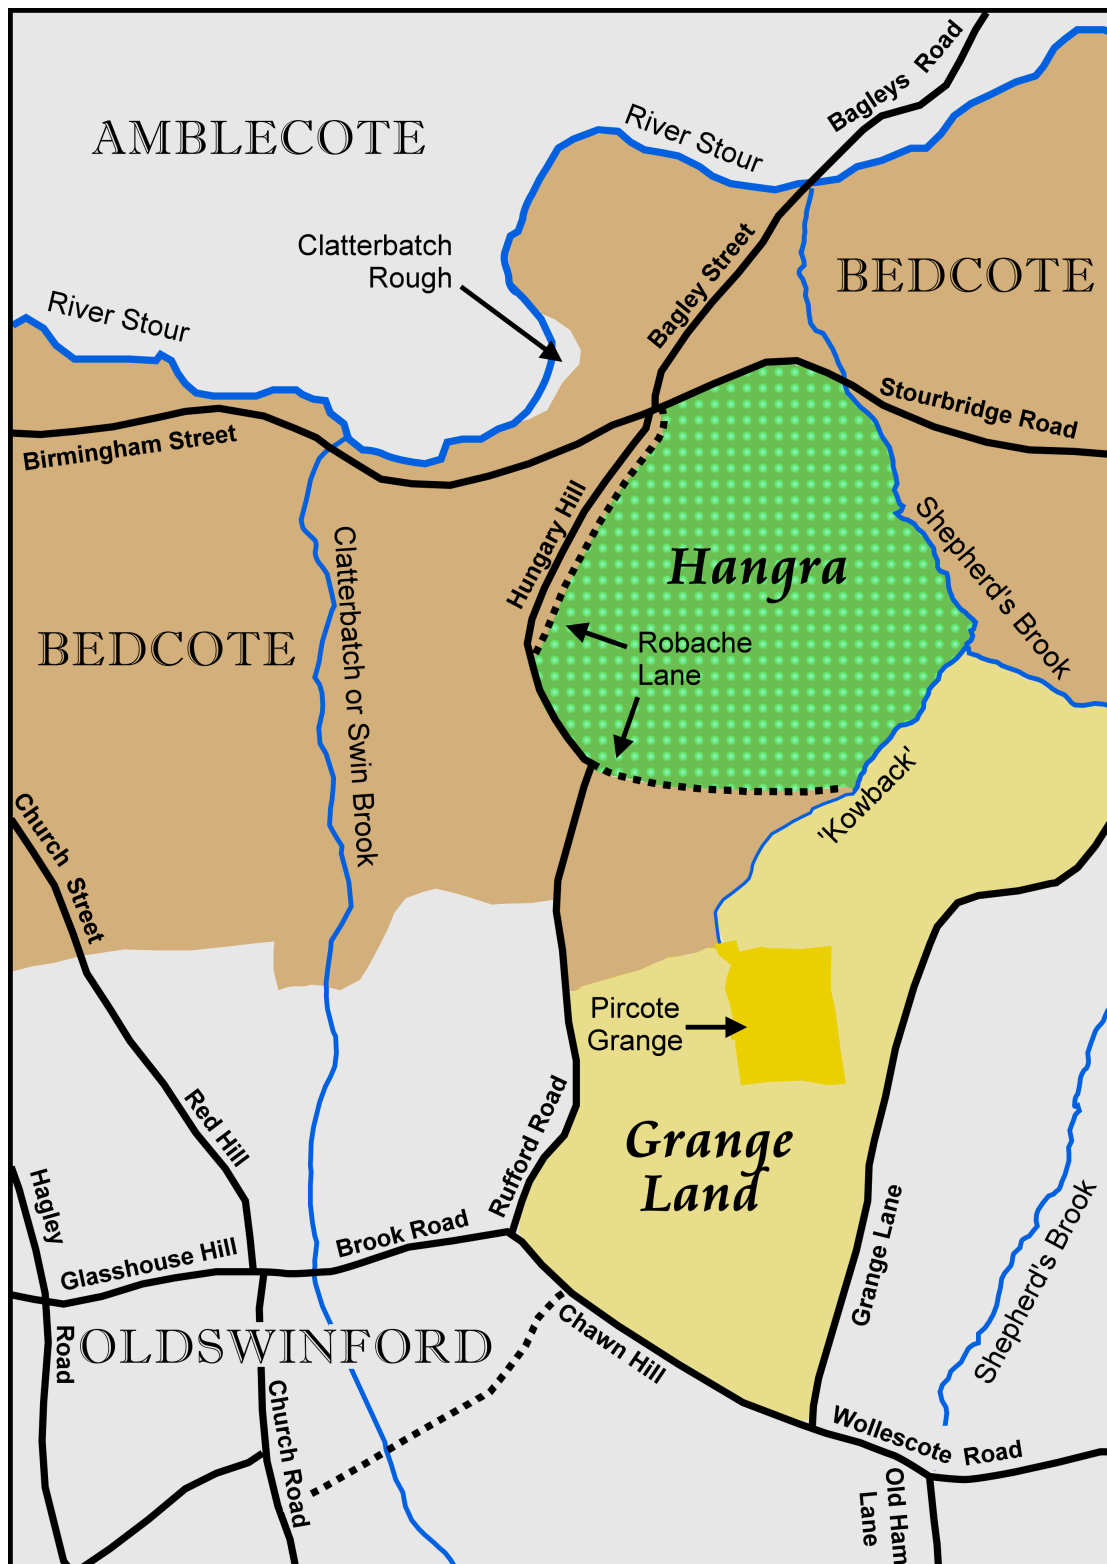 Bagleys Road
AMBLECOTE
River Stour
Clatterbatch
Rough
BEDCOTE
Bagley Street
River Stour
Stourbridge Road
Birmingham Street
Hungary Hill
Shepherd's Brook
Hangra
Clatterbatch or Swin Brook
BEDCOTE
Robache
Lane
'Kowback'
Church Street
Pircote
Grange
Red Hill
Rufford Road
Grange
Land
Hagley
Road
Glasshouse Hill
Brook Road
Grange Lane
Shepherd's Brook
OLDSWINFORD
Chawn Hill
Church Road
Wollescote Road
Old Ham
Lane